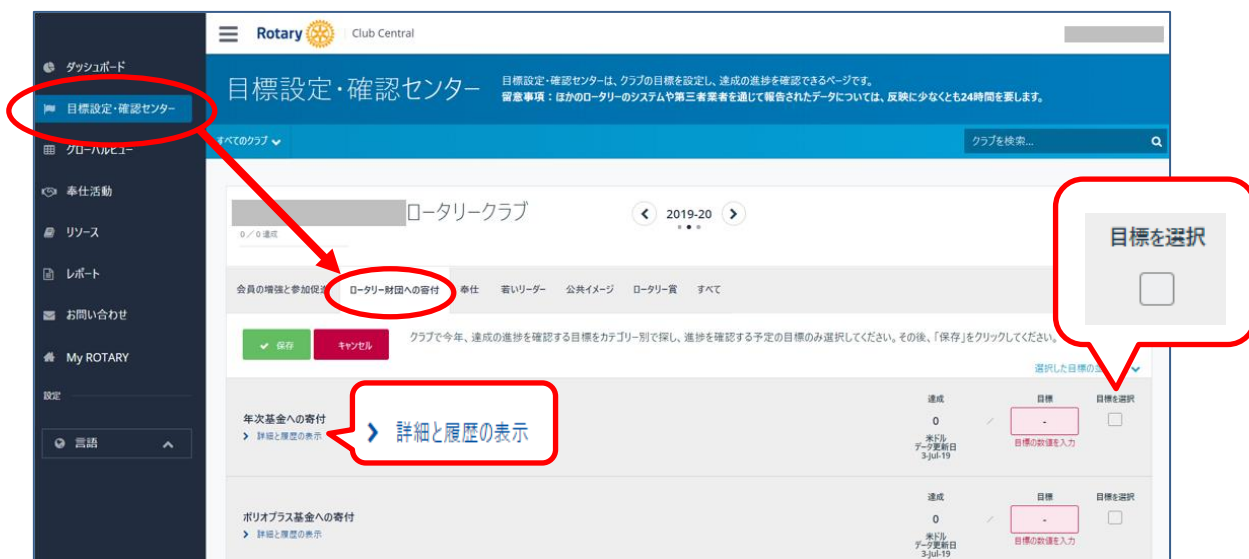 Rotary Club Central
ダッシュボード
目標設定・確認センター
グローバルビュー
奉仕活動
リソース
レポート
お問い合わせ
My ROTARY
設定
言語
目標設定・確認センター
目標設定・確認センターは、クラブの目標を設定し、達成の進捗を確認できるページです。
留意事項：ほかのロータリーのシステムや第三者業者を通じて報告されたデータについては、反映に少なくとも24時間を要します。
すべてのクラブ
クラブを検索...
ロータリークラブ
2019-20
0／0 達成
目標を選択
会員の増強と参加促進 ロータリー財団への寄付 奉仕 若いリーダー 公共イメージ ロータリー賞 すべて
保存 キャンセル
クラブで今年、達成の進捗を確認する目標をカテゴリー別で探し、進捗を確認する予定の目標のみ選択してください。その後、「保存」をクリックしてください。
選択した目標の
年次基金への寄付
詳細と履歴の表示
詳細と履歴の表示
達成 目標 目標を選択
0 / -
米ドル 目標の数値を入力
データ更新日
3-Jul-19
ポリオプラス基金への寄付
詳細と履歴の表示
達成 目標 目標を選択
0 / -
米ドル 目標の数値を入力
データ更新日
3-Jul-19